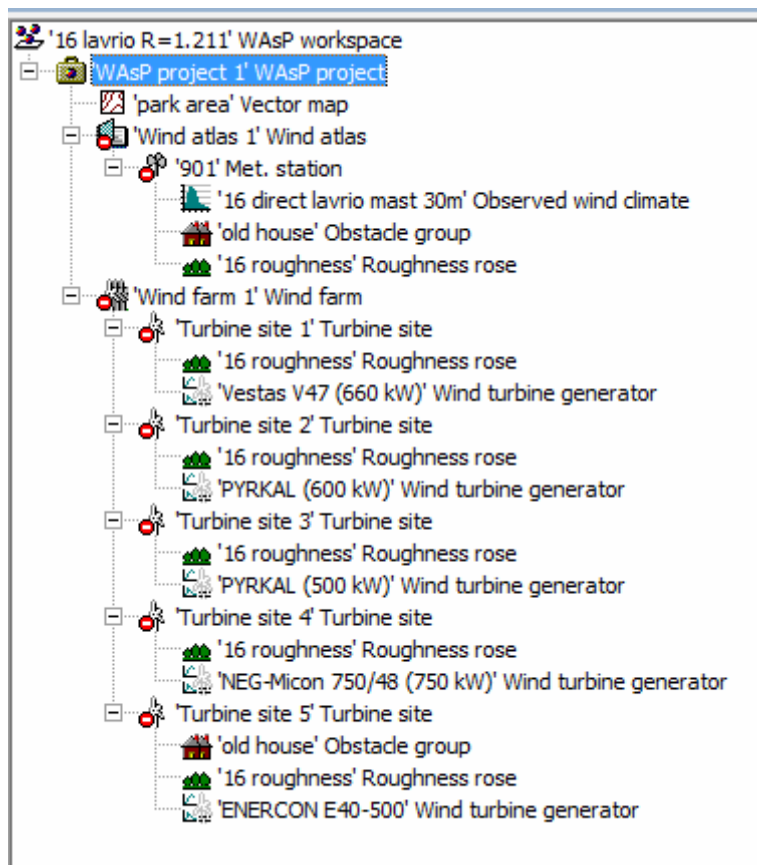 '16 lavrio R=1.211' WAsP workspace
WAsP project 1' WAsP project
'park area' Vector map
'Wind atlas 1' Wind atlas
'901' Met. station
'16 direct lavrio mast 30m' Observed wind climate
'old house' Obstacle group
'16 roughness' Roughness rose
'Wind farm 1' Wind farm
'Turbine site 1' Turbine site
'16 roughness' Roughness rose
'Vestas V47 (660 kW)' Wind turbine generator
'Turbine site 2' Turbine site
'16 roughness' Roughness rose
'PYRKAL (600 kW)' Wind turbine generator
'Turbine site 3' Turbine site
'16 roughness' Roughness rose
'PYRKAL (500 kW)' Wind turbine generator
'Turbine site 4' Turbine site
'16 roughness' Roughness rose
'NEG-Micon 750/48 (750 kW)' Wind turbine generator
'Turbine site 5' Turbine site
'old house' Obstacle group
'16 roughness' Roughness rose
'ENERCON E40-500' Wind turbine generator